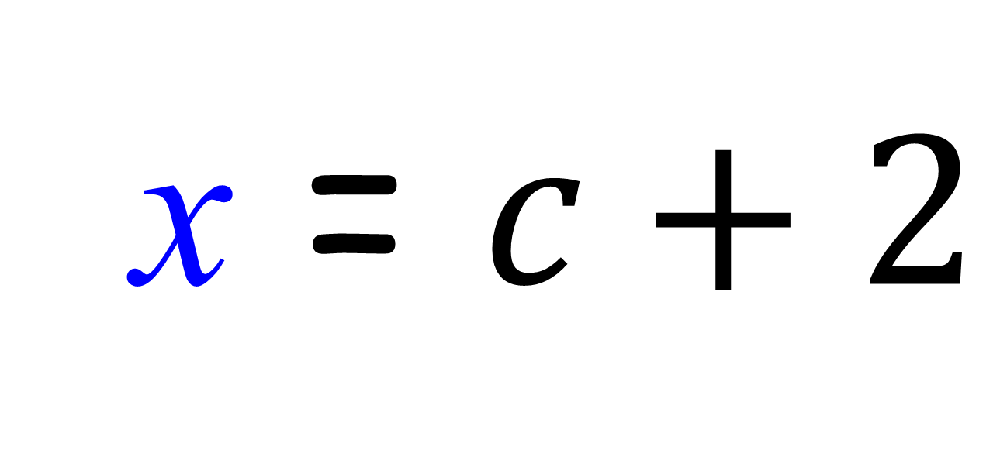 x = c + 2